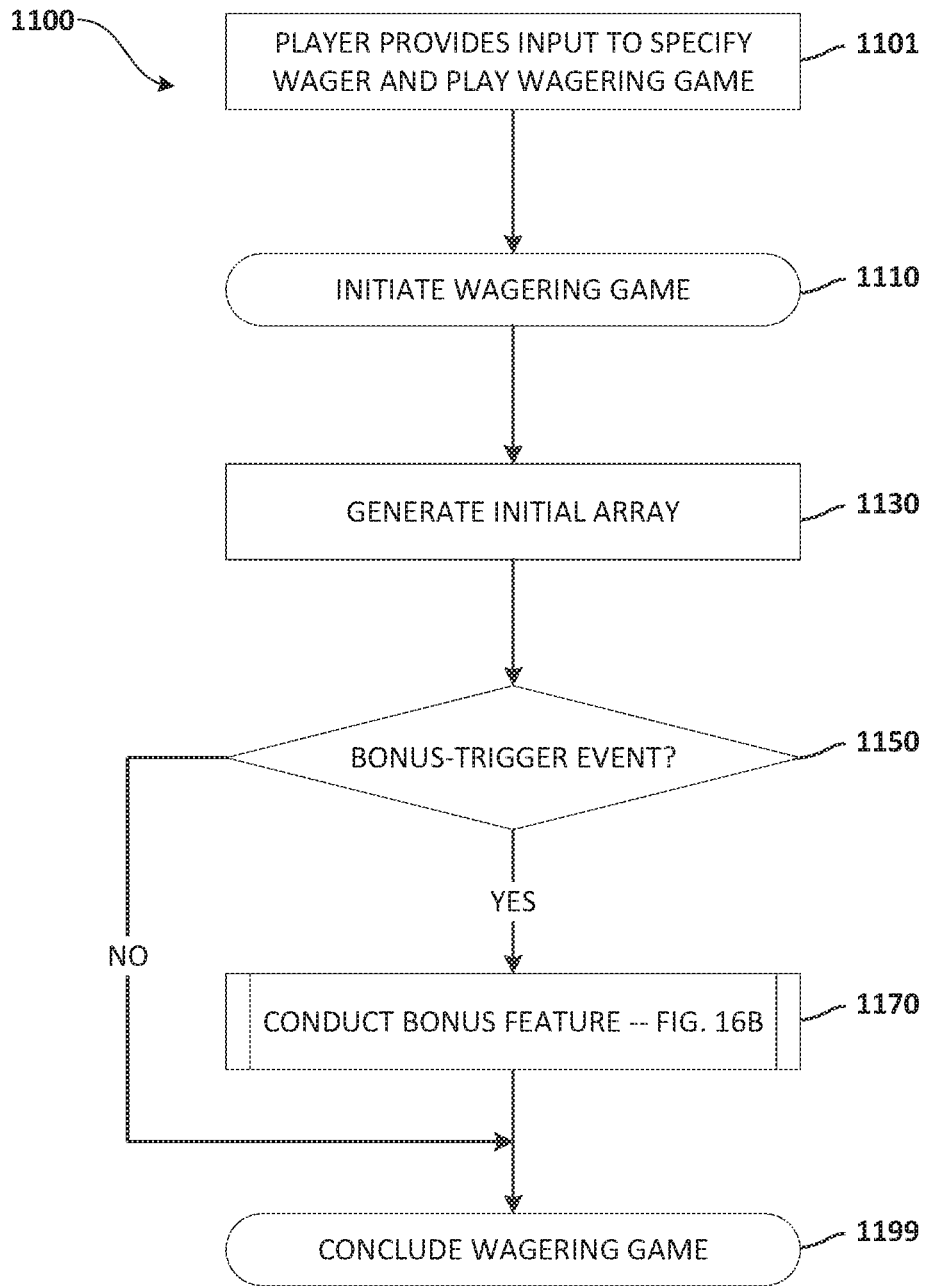 1100
PLAYER PROVIDES INPUT TO SPECIFY
WAGER AND PLAY WAGERING GAME
1101
INITIATE WAGERING GAME
1110
GENERATE INITIAL ARRAY
1130
BONUS-TRIGGER EVENT?
1150
YES
NO
CONDUCT BONUS FEATURE -- FIG. 16B
1170
CONCLUDE WAGERING GAME
1199